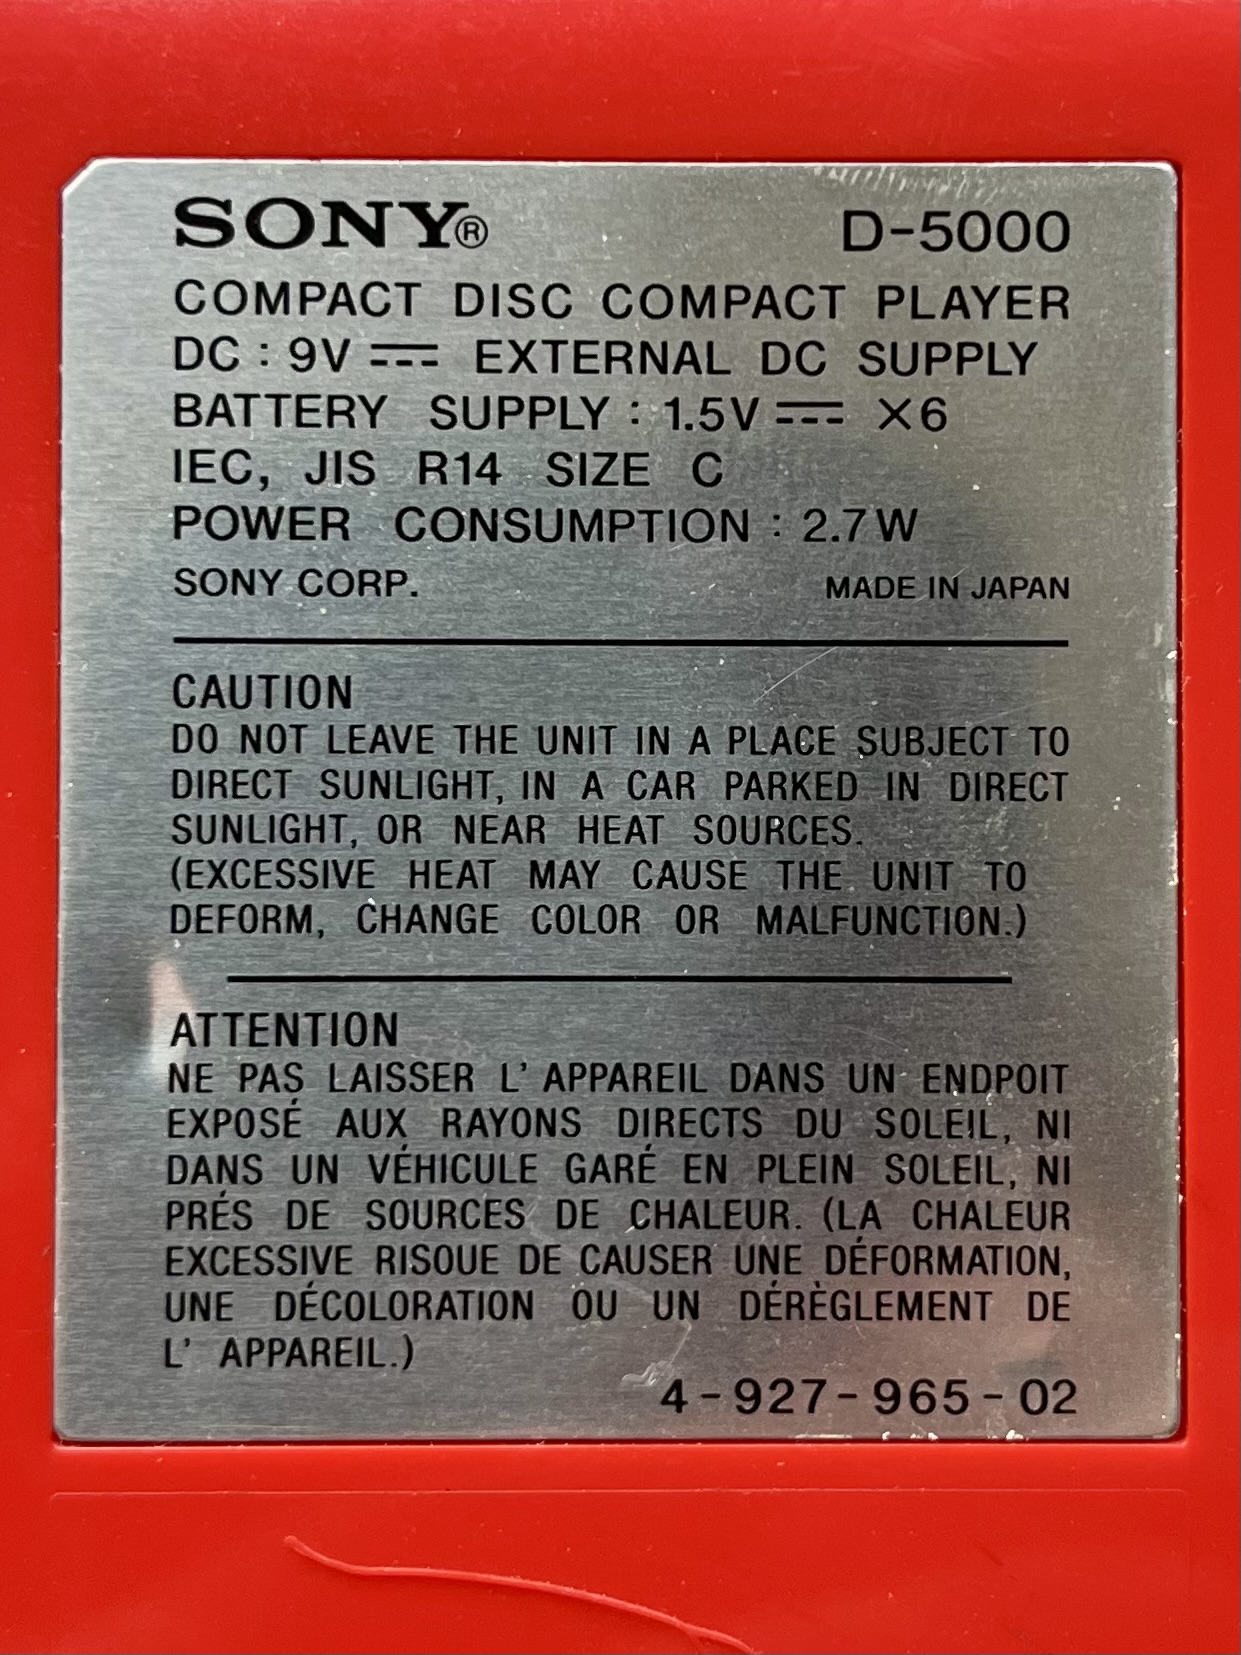 SONY® D-5000
COMPACT DISC COMPACT PLAYER
DC : 9V ⎓ EXTERNAL DC SUPPLY
BATTERY SUPPLY : 1.5V ⎓ X6
IEC, JIS R14 SIZE C
POWER CONSUMPTION : 2.7W
SONY CORP. MADE IN JAPAN
CAUTION
DO NOT LEAVE THE UNIT IN A PLACE SUBJECT TO
DIRECT SUNLIGHT, IN A CAR PARKED IN DIRECT
SUNLIGHT, OR NEAR HEAT SOURCES.
(EXCESSIVE HEAT MAY CAUSE THE UNIT TO
DEFORM, CHANGE COLOR OR MALFUNCTION.)
ATTENTION
NE PAS LAISSER L' APPAREIL DANS UN ENDPOIT
EXPOSÉ AUX RAYONS DIRECTS DU SOLEIL, NI
DANS UN VÉHICULE GARÉ EN PLEIN SOLEIL, NI
PRÉS DE SOURCES DE CHALEUR. (LA CHALEUR
EXCESSIVE RISOUE DE CAUSER UNE DÉFORMATION,
UNE DÉCOLORATION OU UN DÉRÈGLEMENT DE
L' APPAREIL.)
4-927-965-02